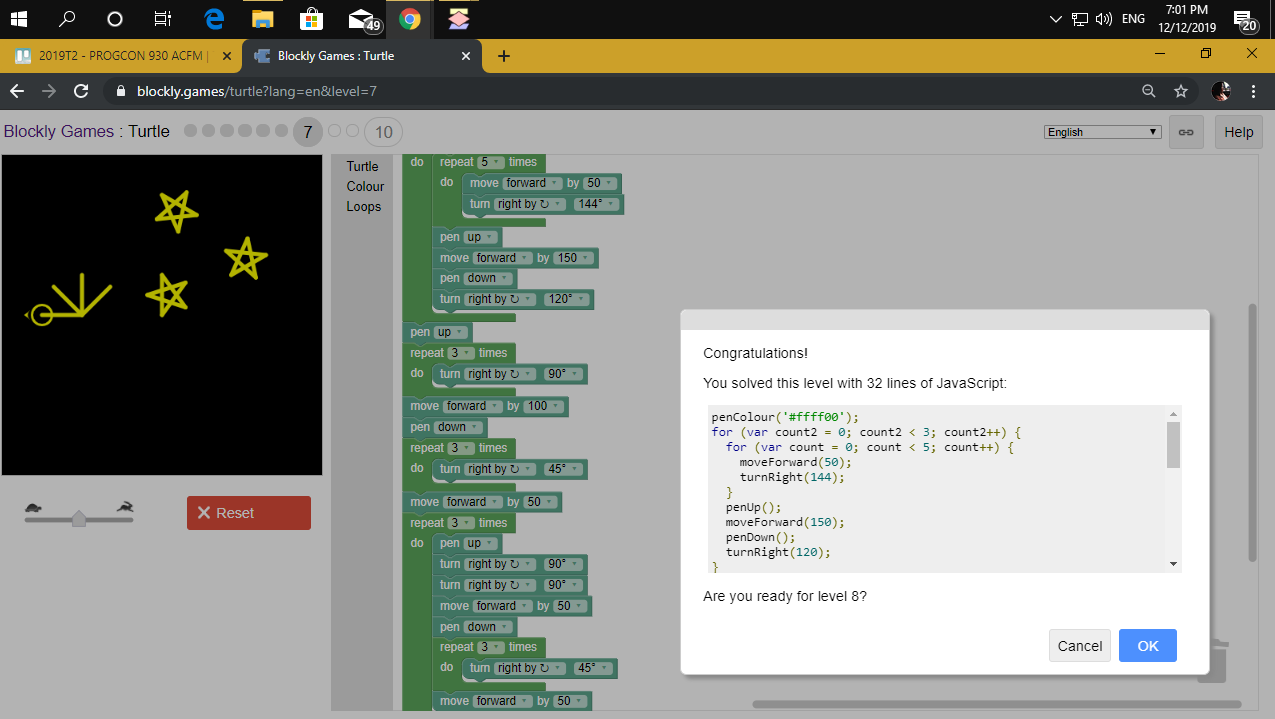 49
ENG
7:01 PM
12/12/2019
20
2019T2 - PROGCON 930 ACFM |
Blockly Games : Turtle
blockly.games/turtle?lang=en&level=7
Blockly Games : Turtle
7
10
English
Help
Turtle
Colour
Loops
do repeat 5 times
do move forward by 50
turn right by ↻ 144°
pen up
move forward by 150
pen down
turn right by ↻ 120°
pen up
repeat 3 times
do turn right by ↻ 90°
move forward by 100
pen down
repeat 3 times
do turn right by ↻ 45°
move forward by 50
repeat 3 times
do pen up
turn right by ↻ 90°
turn right by ↻ 90°
move forward by 50
pen down
repeat 3 times
do turn right by ↻ 45°
move forward by 50
Reset
Congratulations!
You solved this level with 32 lines of JavaScript:
penColour('#ffff00');
for (var count2 = 0; count2 < 3; count2++) {
for (var count = 0; count < 5; count++) {
moveForward(50);
turnRight(144);
}
penUp();
moveForward(150);
penDown();
turnRight(120);
}
Are you ready for level 8?
Cancel
OK